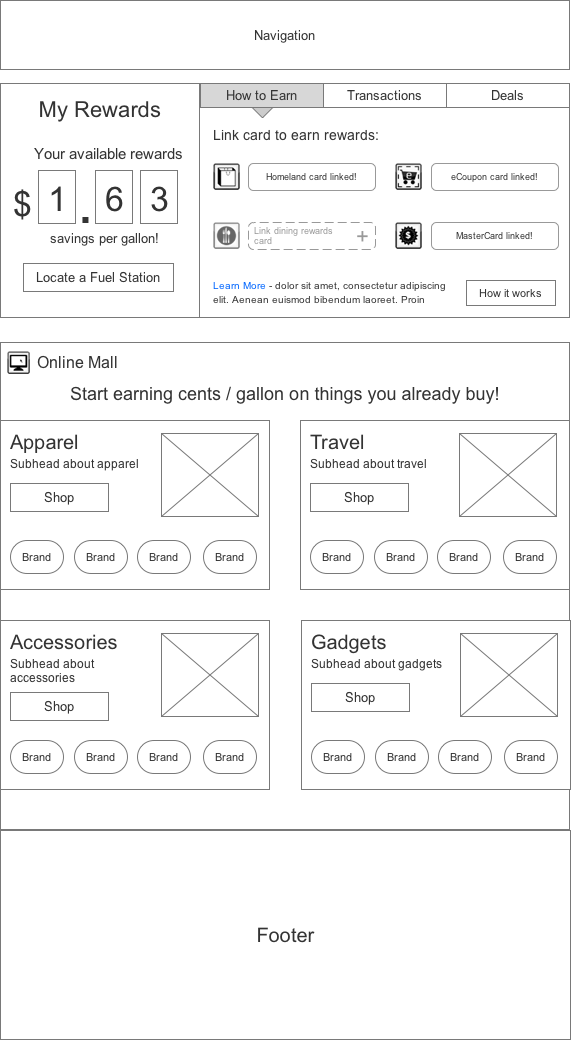 Navigation
My Rewards
Your available rewards
$ 1 . 6 3
savings per gallon!
Locate a Fuel Station
How to Earn
Transactions
Deals
Link card to earn rewards:
Homeland card linked!
eCoupon card linked!
Link dining rewards
card
+
MasterCard linked!
Learn More - dolor sit amet, consectetur adipiscing
elit. Aenean euismod bibendum laoreet. Proin
How it works
Online Mall
Start earning cents / gallon on things you already buy!
Apparel
Subhead about apparel
Shop
Brand
Brand
Brand
Brand
Travel
Subhead about travel
Shop
Brand
Brand
Brand
Brand
Accessories
Subhead about
accessories
Shop
Brand
Brand
Brand
Brand
Gadgets
Subhead about gadgets
Shop
Brand
Brand
Brand
Brand
Footer